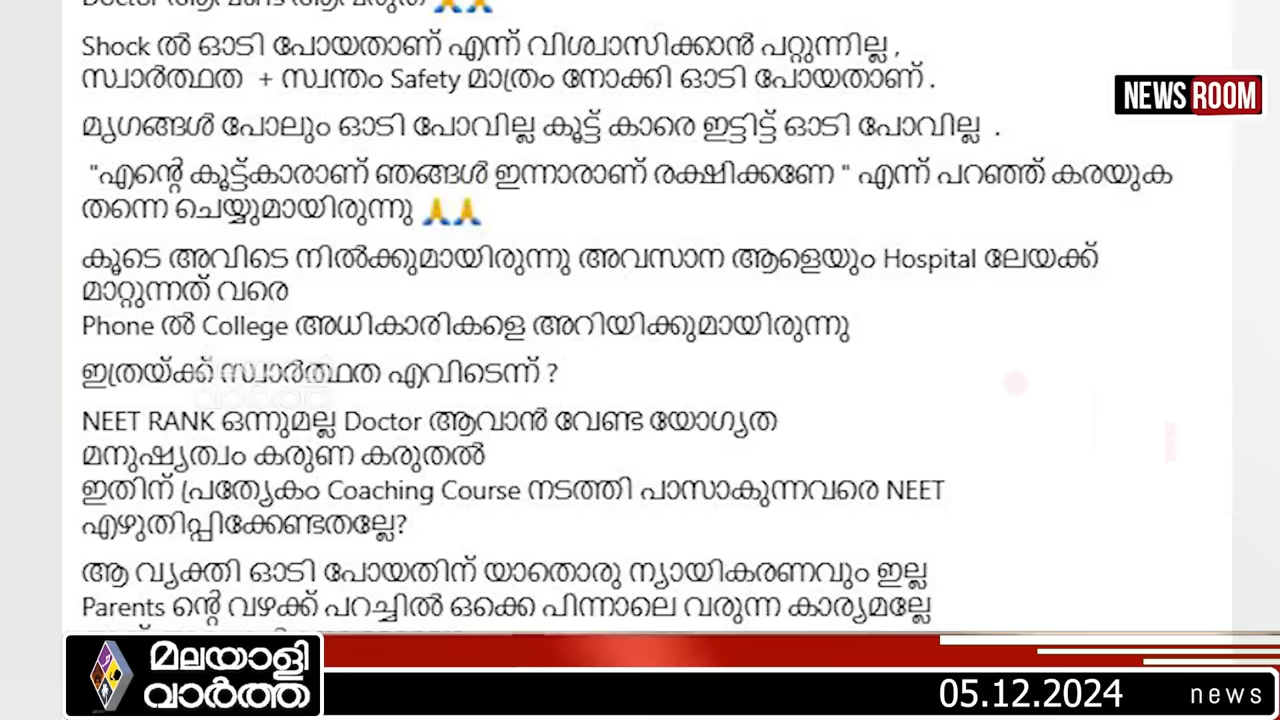 Shock ൽ ഓടി പോയതാണ് എന്ന് വിശ്വാസിക്കാൻ പറ്റുന്നില്ല ,
സ്വാർത്ഥത + സ്വന്തം Safety മാത്രം നോക്കി ഓടി പോയതാണ് .
NEWS ROOM
മൃഗങ്ങൾ പോലും ഓടി പോവില്ല കൂട്ട് കാരെ ഇട്ടിട്ട് ഓടി പോവില്ല .
"എന്റെ കൂട്ട്കാരാണ് ഞങ്ങൾ ഇന്നാരാണ് രക്ഷിക്കണേ " എന്ന് പറഞ്ഞ് കരയുക
തന്നെ ചെയ്യുമായിരുന്നു 🙏🙏
കൂടെ അവിടെ നിൽക്കുമായിരുന്നു അവസാന ആളെയും Hospital ലേയക്ക്
മാറ്റുന്നത് വരെ
Phone ൽ College അധികാരികളെ അറിയിക്കുമായിരുന്നു
ഇത്രയ്ക്ക് സ്വാർത്ഥത എവിടെന്ന് ?
NEET RANK ഒന്നുമല്ല Doctor ആവാൻ വേണ്ട യോഗ്യത
മനുഷ്യത്വം കരുണ കരുതൽ
ഇതിന് പ്രത്യേകം Coaching Course നടത്തി പാസാകുന്നവരെ NEET
എഴുതിപ്പിക്കേണ്ടതല്ലേ?
ആ വ്യക്തി ഓടി പോയതിന് യാതൊരു ന്യായികരണവും ഇല്ല
Parents ന്റെ വഴക്ക് പറച്ചിൽ ഒക്കെ പിന്നാലെ വരുന്ന കാര്യമല്ലേ
മലയാളി
വാർത്ത
05.12.2024
news